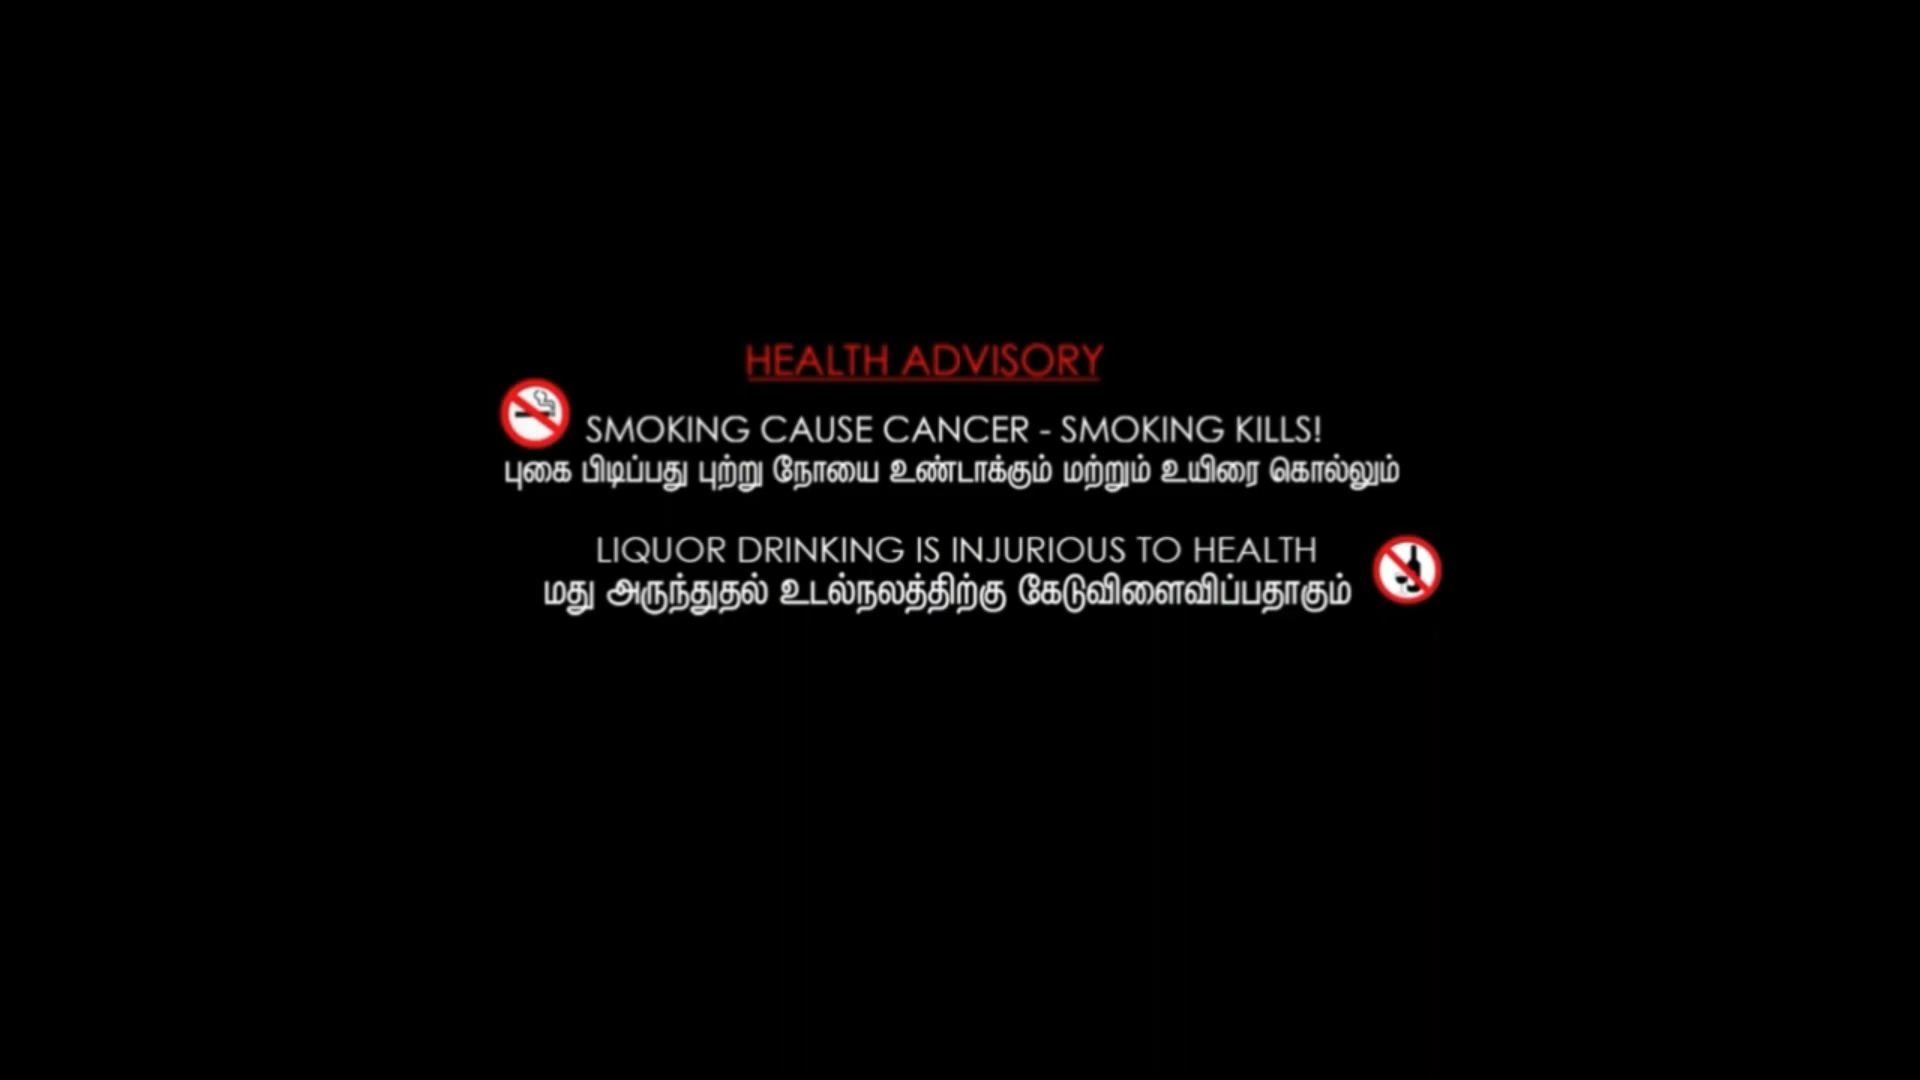 HEALTH ADVISORY
SMOKING CAUSE CANCER - SMOKING KILLS!
புகை பிடிப்பது புற்று நோயை உண்டாக்கும் மற்றும் உயிரை கொல்லும்
LIQUOR DRINKING IS INJURIOUS TO HEALTH
மது அருந்துதல் உடல்நலத்திற்கு கேடுவிளைவிப்பதாகும்